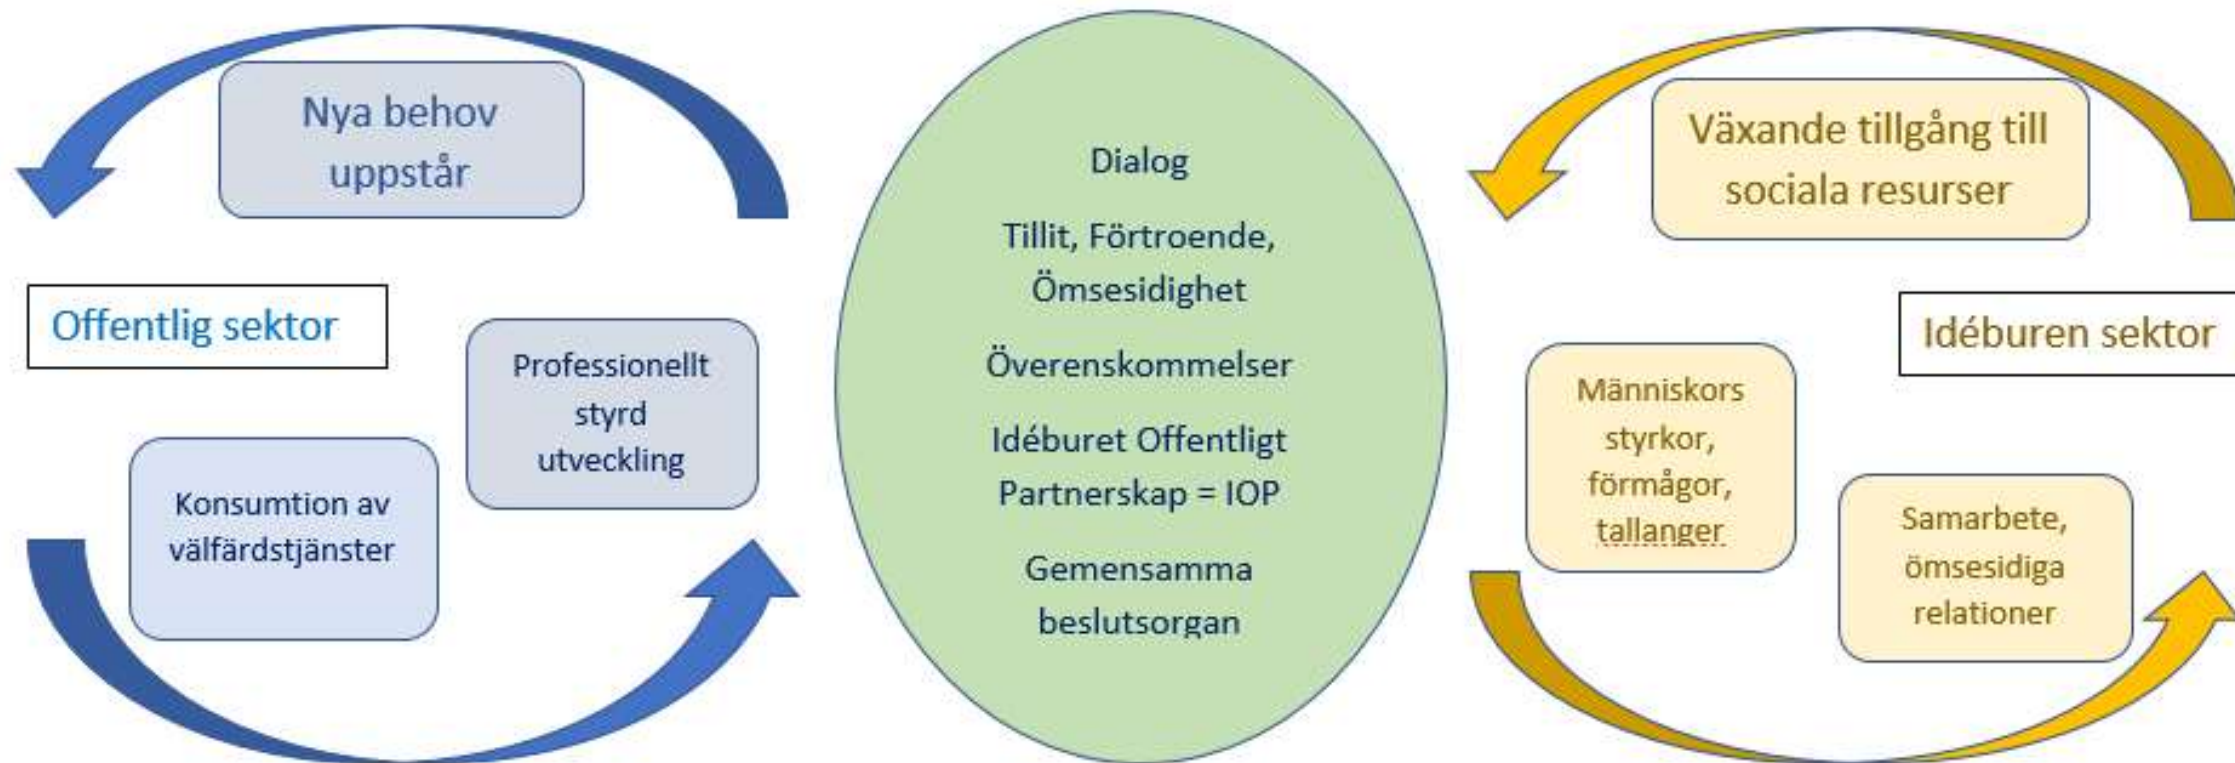 Nya behov
uppstår
Offentlig sektor
Professionellt
styrd
utveckling
Konsumtion av
välfärdstjänster
Dialog
Tillit, Förtroende,
Ömsesidighet
Överenskommelser
Idéburet Offentligt
Partnerskap = IOP
Gemensamma
beslutsorgan
Växande tillgång till
sociala resurser
Idéburen sektor
Människors
styrkor,
förmågor,
tallanger
Samarbete,
ömsesidiga
relationer